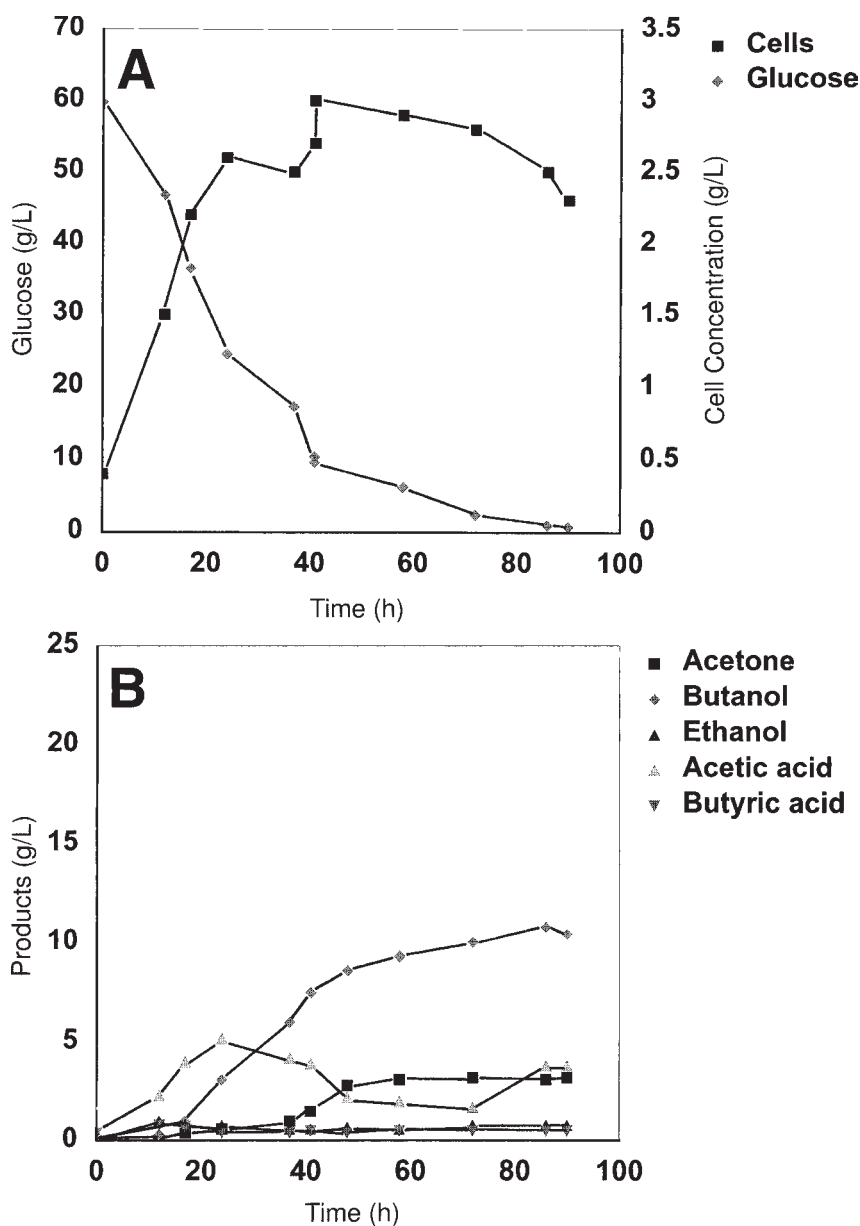 A
Glucose (g/L)
70
60
50
40
30
20
10
0
3.5
3
2.5
2
1.5
1
0.5
0
Cell Concentration (g/L)
0 20 40 60 80 100
Time (h)
Cells
Glucose
B
Products (g/L)
25
20
15
10
5
0
0 20 40 60 80 100
Time (h)
Acetone
Butanol
Ethanol
Acetic acid
Butyric acid